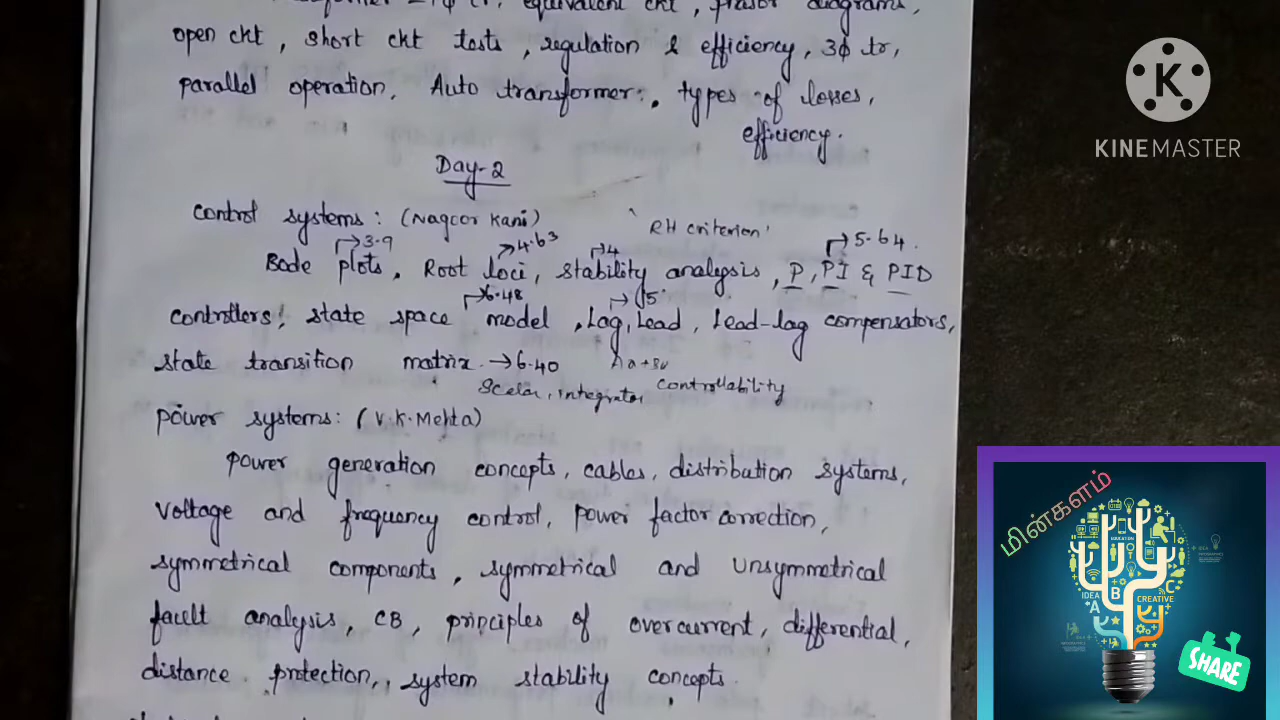 equivalent ckt, phasor diagrams,
open ckt, short ckt tests, regulation & efficiency, 3ϕ tr,
parallel operation, Auto transformer, types of losses,
efficiency.
Day-2
Control systems: (Nagoor Kani) RH criterion
→3.9 →4.63 →4 →5.64.
Bode plots, Root loci, stability analysis, P, PI & PID
→6.48 →5
controllers, state space model, Lag, Lead, Lead-lag compensators,
state transition matrix →6.40
Scalar, integrator controllability
power systems: (V.K. Mehta)
power generation concepts, cables, distribution systems,
voltage and frequency control, power factor correction,
symmetrical components, symmetrical and unsymmetrical
fault analysis, CB, principles of overcurrent, differential,
distance protection, system stability concepts.
KINEMASTER
மின்களம்
IDEA
A
B
C
CREATIVE
SHARE